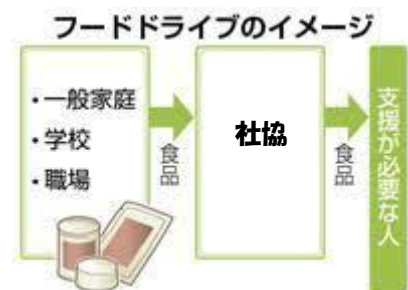 フードドライブのイメージ
・一般家庭
・学校
・職場
食品
社協
食品
支援が必要な人